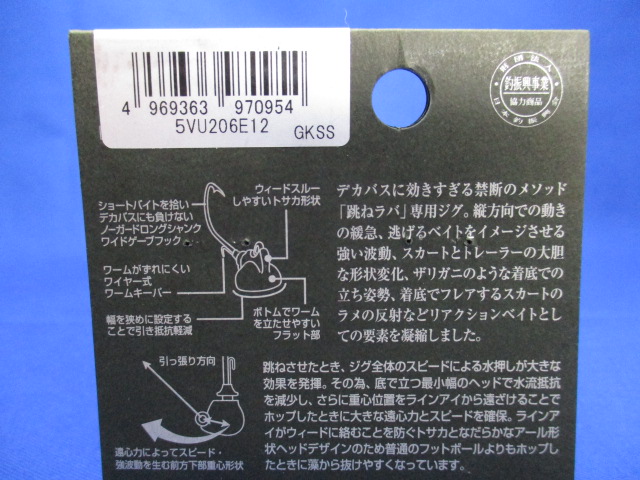 4 969363 970954
5VU206E12
GKSS
財団法人
釣振興事業
協力商品
日本釣振興会
ショートバイトを拾い
デカバスにも負けない
ノーガードロングシャンク
ワイドゲープフック
ウィードスルー
しやすいトサカ形状
ワームがずれにくい
ワイヤー式
ワームキーパー
幅を狭めに設定する
ことで引き抵抗軽減
ボトムでワーム
を立たせやすい
フラット部
デカバスに効きすぎる禁断のメソッド
「跳ねラバ」専用ジグ。縦方向での動き
の緩急、逃げるベイトをイメージさせる
強い波動、スカートとトレーラーの大胆
な形状変化、ザリガニのような着底での
立ち姿勢、着底でフレアするスカートの
ラメの反射などリアクションベイトとし
ての要素を凝縮しました。
引っ張り方向
遠心力によってスピード・
強波動を生む前方下部重心形状
跳ねさせたとき、ジグ全体のスピードによる水押しが大きな
効果を発揮。その為、底で立つ最小幅のヘッドで水流抵抗
を減少し、さらに重心位置をラインアイから遠ざけることで
ホップしたときに大きな遠心力とスピードを確保。ラインア
イがウィードに絡むことを防ぐトサカとなだらかなアール形
状ヘッドデザインのため普通のフットボールよりもホップし
たときに藻から抜けやすくなっています。